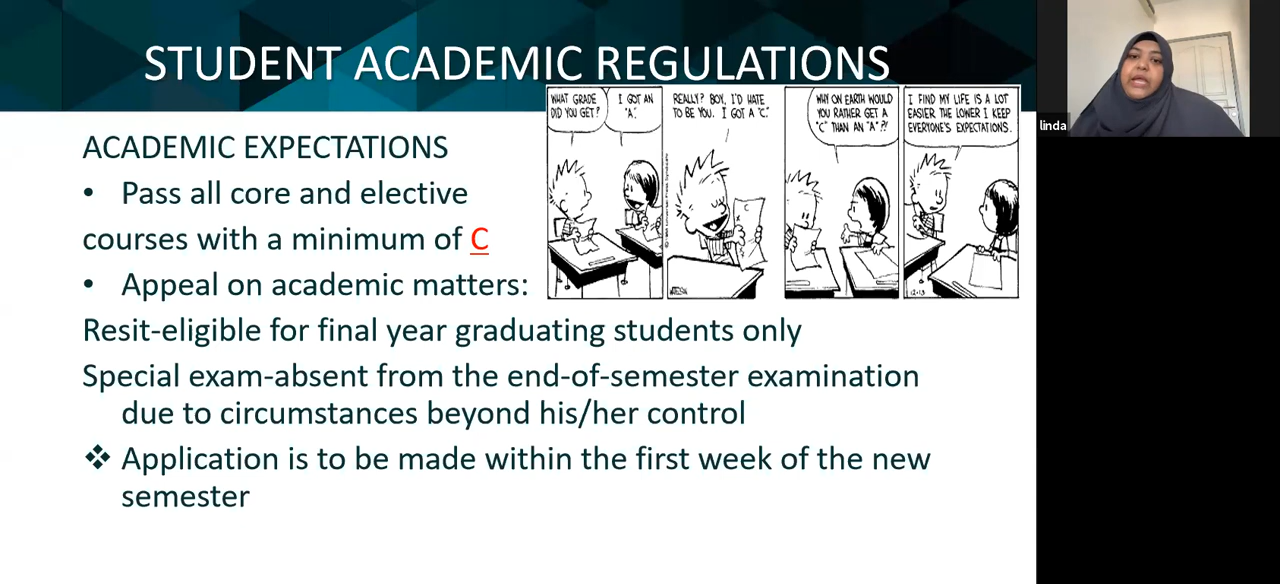 STUDENT ACADEMIC REGULATIONS
ACADEMIC EXPECTATIONS
• Pass all core and elective
courses with a minimum of C
• Appeal on academic matters:
Resit-eligible for final year graduating students only
Special exam-absent from the end-of-semester examination
due to circumstances beyond his/her control
❖ Application is to be made within the first week of the new
semester
WHAT GRADE
DID YOU GET?
I GOT AN
"A".
REALLY? BOY, I'D HATE
TO BE YOU. I GOT A "C".
C
WHY ON EARTH WOULD
YOU RATHER GET A
"C" THAN AN "A"?!
I FIND MY LIFE IS A LOT
EASIER THE LOWER I KEEP
EVERYONE'S EXPECTATIONS.
12-13
linda